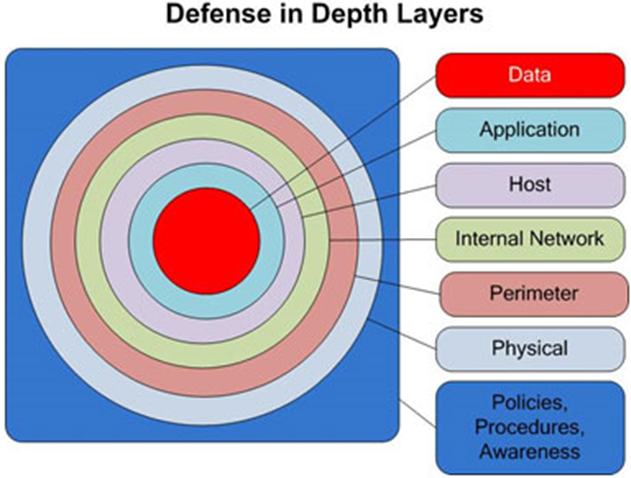 Defense in Depth Layers
Data
Application
Host
Internal Network
Perimeter
Physical
Policies,
Procedures,
Awareness